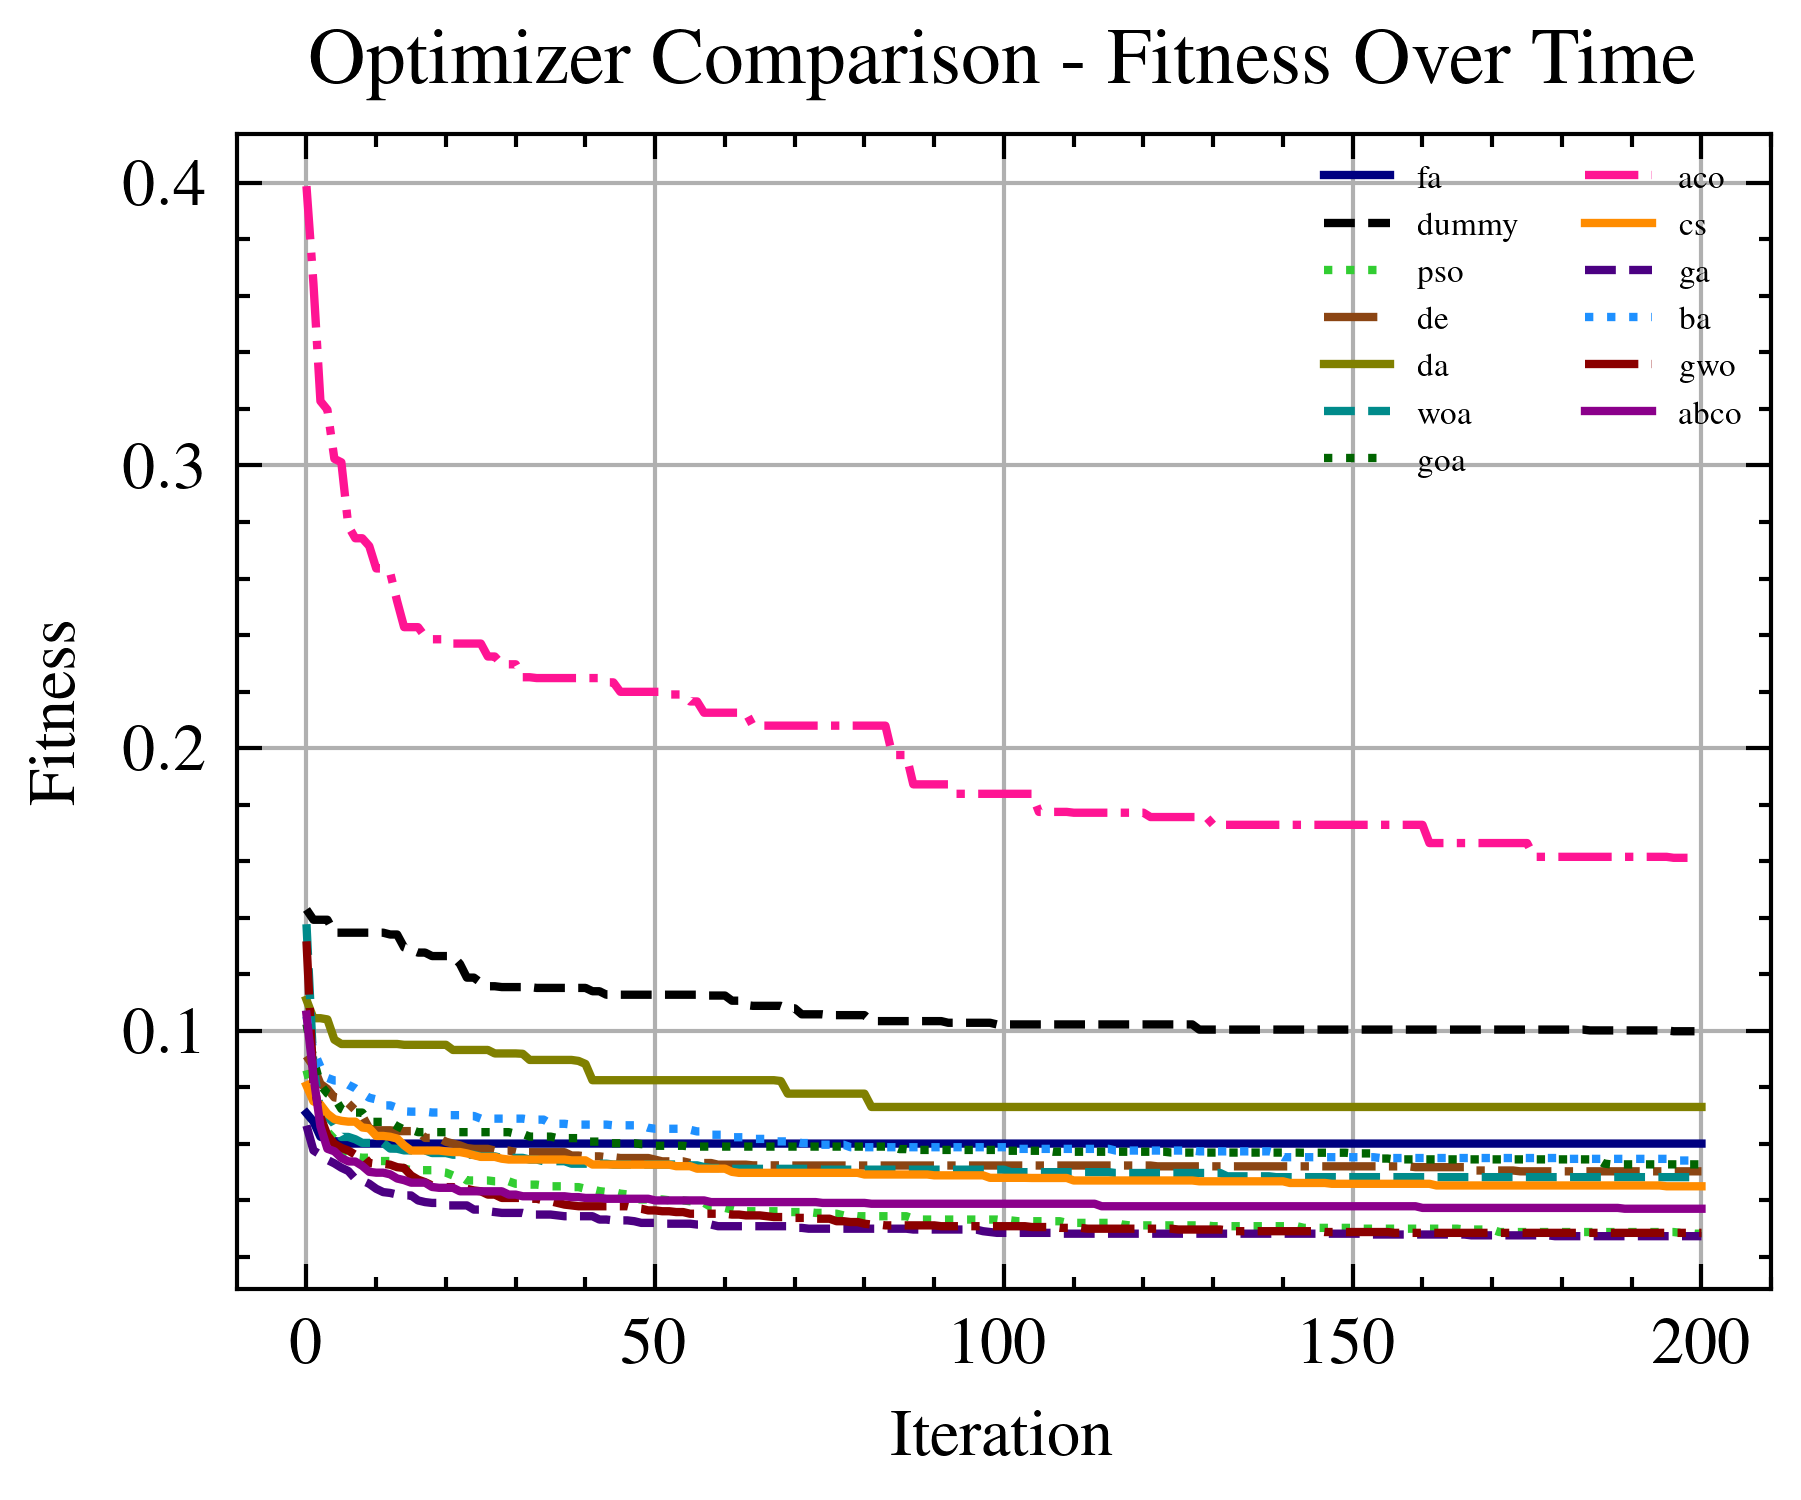 Optimizer Comparison - Fitness Over Time
0.4
0.3
0.2
0.1
Fitness
fa
dummy
pso
de
da
woa
goa
aco
cs
ga
ba
gwo
abco
0
50
100
150
200
Iteration